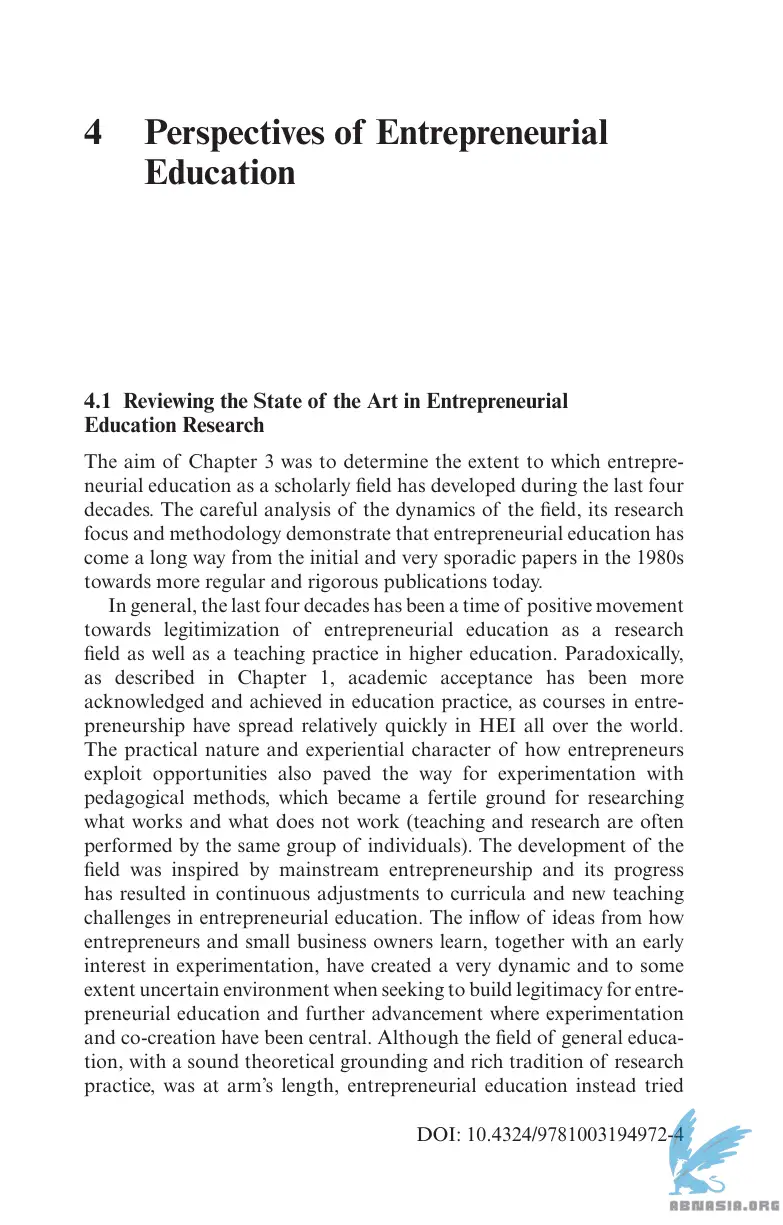 4 Perspectives of Entrepreneurial
Education
4.1 Reviewing the State of the Art in Entrepreneurial
Education Research
The aim of Chapter 3 was to determine the extent to which entrepre-
neurial education as a scholarly field has developed during the last four
decades. The careful analysis of the dynamics of the field, its research
focus and methodology demonstrate that entrepreneurial education has
come a long way from the initial and very sporadic papers in the 1980s
towards more regular and rigorous publications today.
In general, the last four decades has been a time of positive movement
towards legitimization of entrepreneurial education as a research
field as well as a teaching practice in higher education. Paradoxically,
as described in Chapter 1, academic acceptance has been more
acknowledged and achieved in education practice, as courses in entre-
preneurship have spread relatively quickly in HEI all over the world.
The practical nature and experiential character of how entrepreneurs
exploit opportunities also paved the way for experimentation with
pedagogical methods, which became a fertile ground for researching
what works and what does not work (teaching and research are often
performed by the same group of individuals). The development of the
field was inspired by mainstream entrepreneurship and its progress
has resulted in continuous adjustments to curricula and new teaching
challenges in entrepreneurial education. The inflow of ideas from how
entrepreneurs and small business owners learn, together with an early
interest in experimentation, have created a very dynamic and to some
extent uncertain environment when seeking to build legitimacy for entre-
preneurial education and further advancement where experimentation
and co-creation have been central. Although the field of general educa-
tion, with a sound theoretical grounding and rich tradition of research
practice, was at arm's length, entrepreneurial education instead tried
DOI: 10.4324/9781003194972-4
ABNASIA.ORG